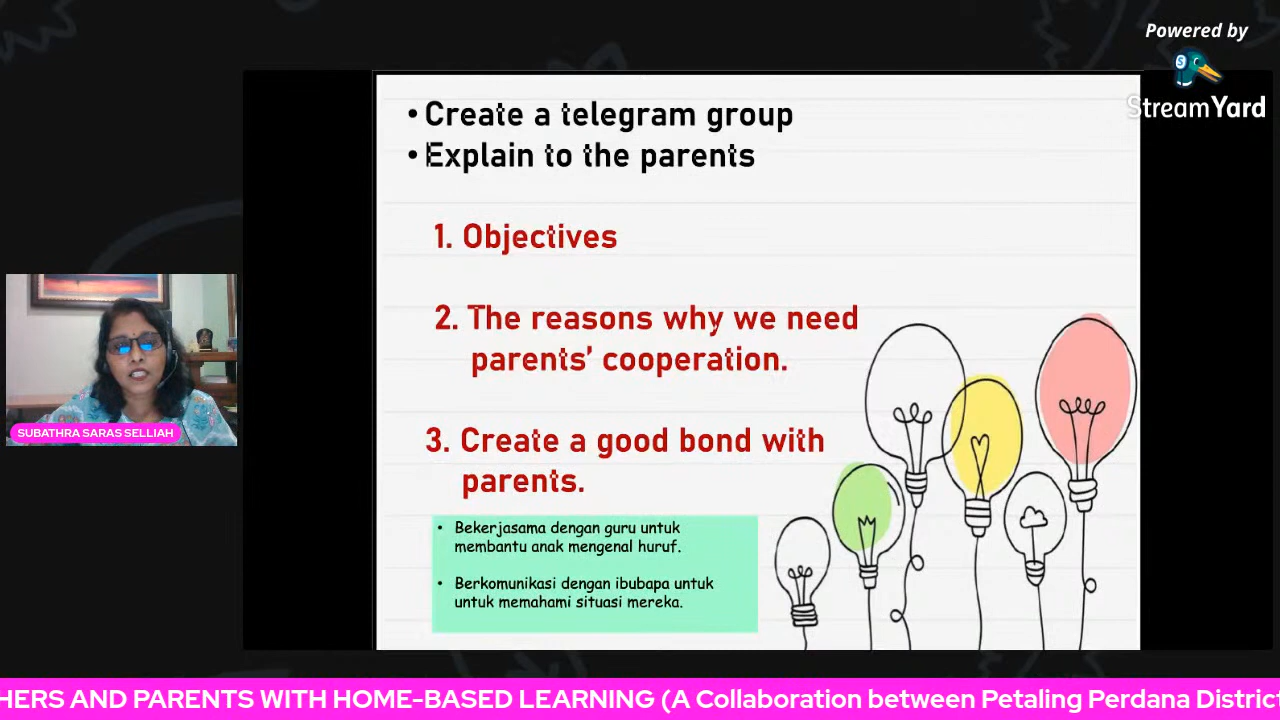 Powered by
StreamYard
• Create a telegram group
• Explain to the parents
1. Objectives
2. The reasons why we need
parents’ cooperation.
3. Create a good bond with
parents.
• Bekerjasama dengan guru untuk
membantu anak mengenal huruf.
• Berkomunikasi dengan ibubapa untuk
untuk memahami situasi mereka.
SUBATHRA SARAS SELLIAH
AND PARENTS WITH HOME-BASED LEARNING (A Collaboration between Petaling Perdana